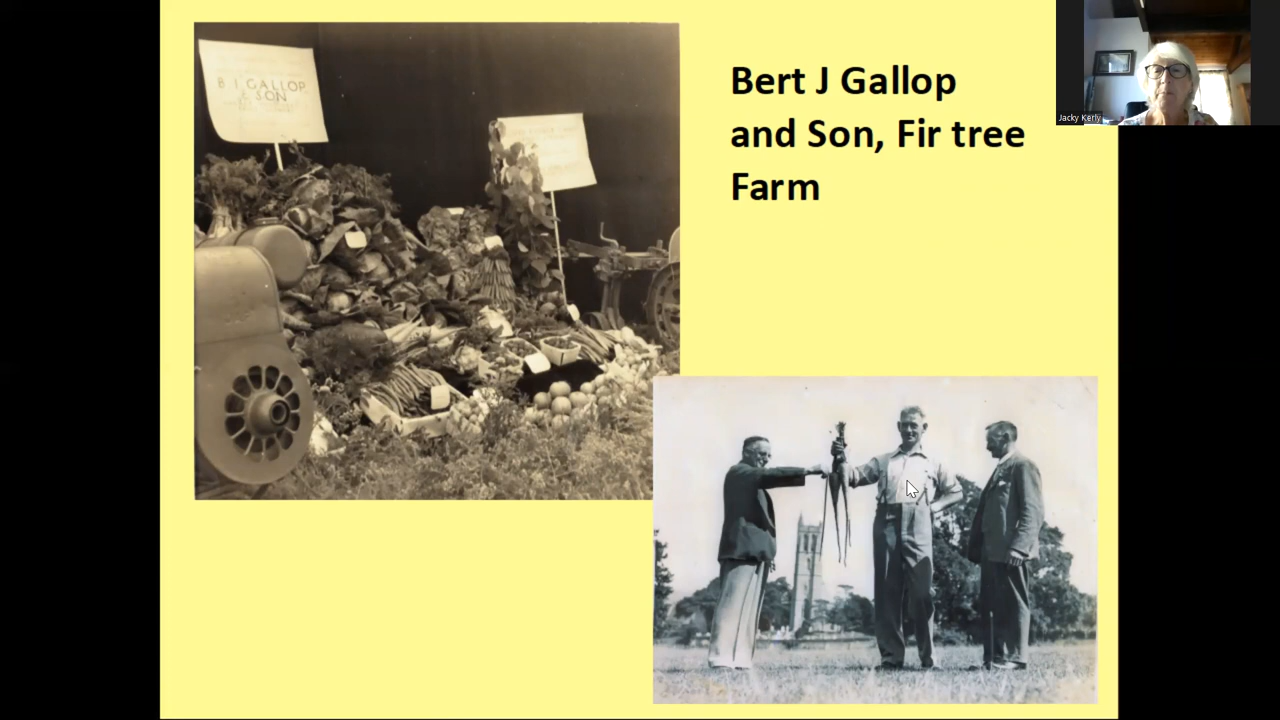 B I GALLOP
& SON
Bert J Gallop
and Son, Fir tree
Farm
Jacky Kerly